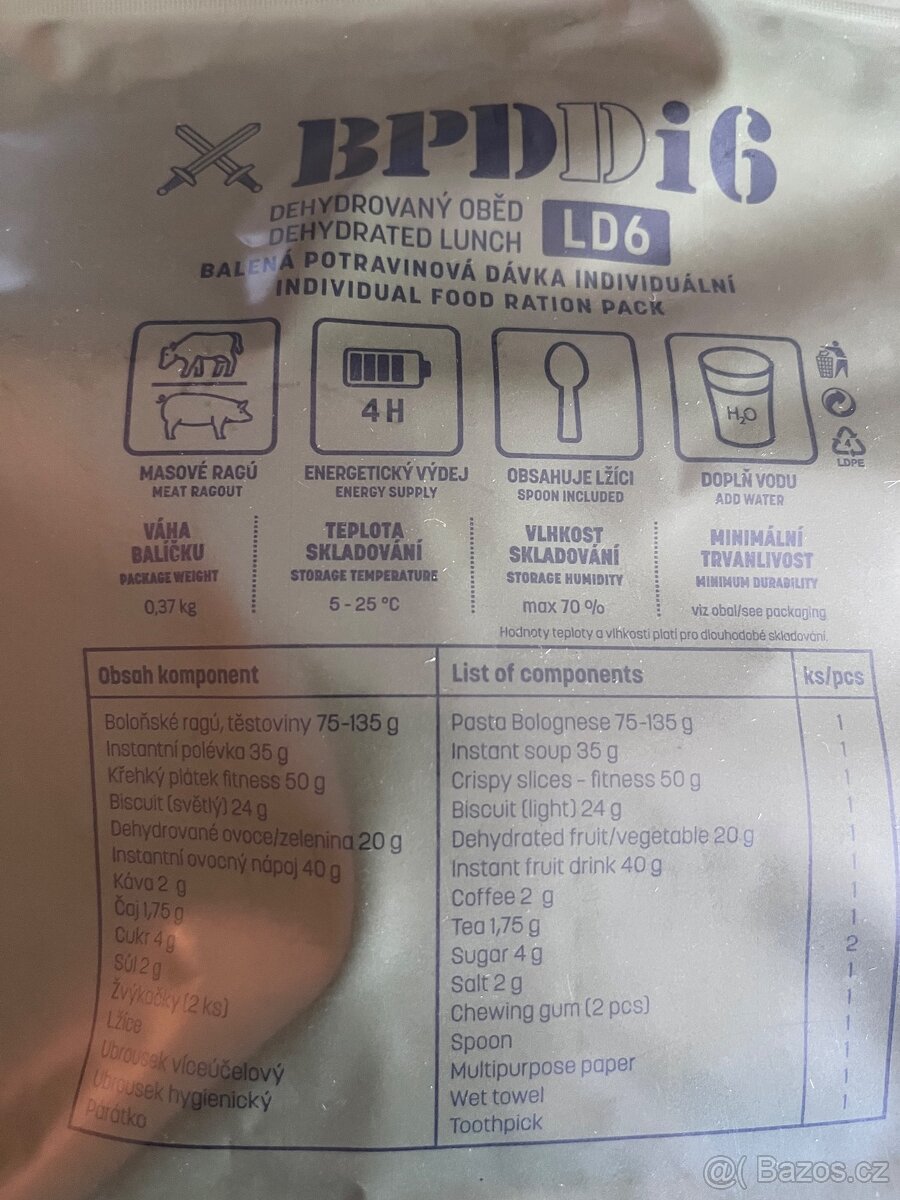 BPDDi6
DEHYDROVANÝ OBĚD
DEHYDRATED LUNCH
LD6
BALENÁ POTRAVINOVÁ DÁVKA INDIVIDUÁLNÍ
INDIVIDUAL FOOD RATION PACK
4 H
H₂O
4
LDPE
MASOVÉ RAGÚ
MEAT RAGOUT
ENERGETICKÝ VÝDEJ
ENERGY SUPPLY
OBSAHUJE LŽÍCI
SPOON INCLUDED
DOPLŇ VODU
ADD WATER
VÁHA
BALÍČKU
PACKAGE WEIGHT
0,37 kg
TEPLOTA
SKLADOVÁNÍ
STORAGE TEMPERATURE
5 - 25 °C
VLHKOST
SKLADOVÁNÍ
STORAGE HUMIDITY
max 70 %
MINIMÁLNÍ
TRVANLIVOST
MINIMUM DURABILITY
viz obal/see packaging
Hodnoty teploty a vlhkosti platí pro dlouhodobé skladování.
Obsah komponent List of components ks/pcs
Boloňské ragú, těstoviny 75-135 g Pasta Bolognese 75-135 g 1
Instantní polévka 35 g Instant soup 35 g 1
Křehký plátek fitness 50 g Crispy slices - fitness 50 g 1
Biscuit (světlý) 24 g Biscuit (light) 24 g 1
Dehydrované ovoce/zelenina 20 g Dehydrated fruit/vegetable 20 g 1
Instantní ovocný nápoj 40 g Instant fruit drink 40 g 1
Káva 2 g Coffee 2 g 1
Čaj 1,75 g Tea 1,75 g 1
Cukr 4 g Sugar 4 g 2
Sůl 2 g Salt 2 g 1
Žvýkačky (2 ks) Chewing gum (2 pcs) 1
Lžíce Spoon 1
Ubrousek víceúčelový Multipurpose paper 1
Ubrousek hygienický Wet towel 1
Párátko Toothpick 1
@( Bazos.cz